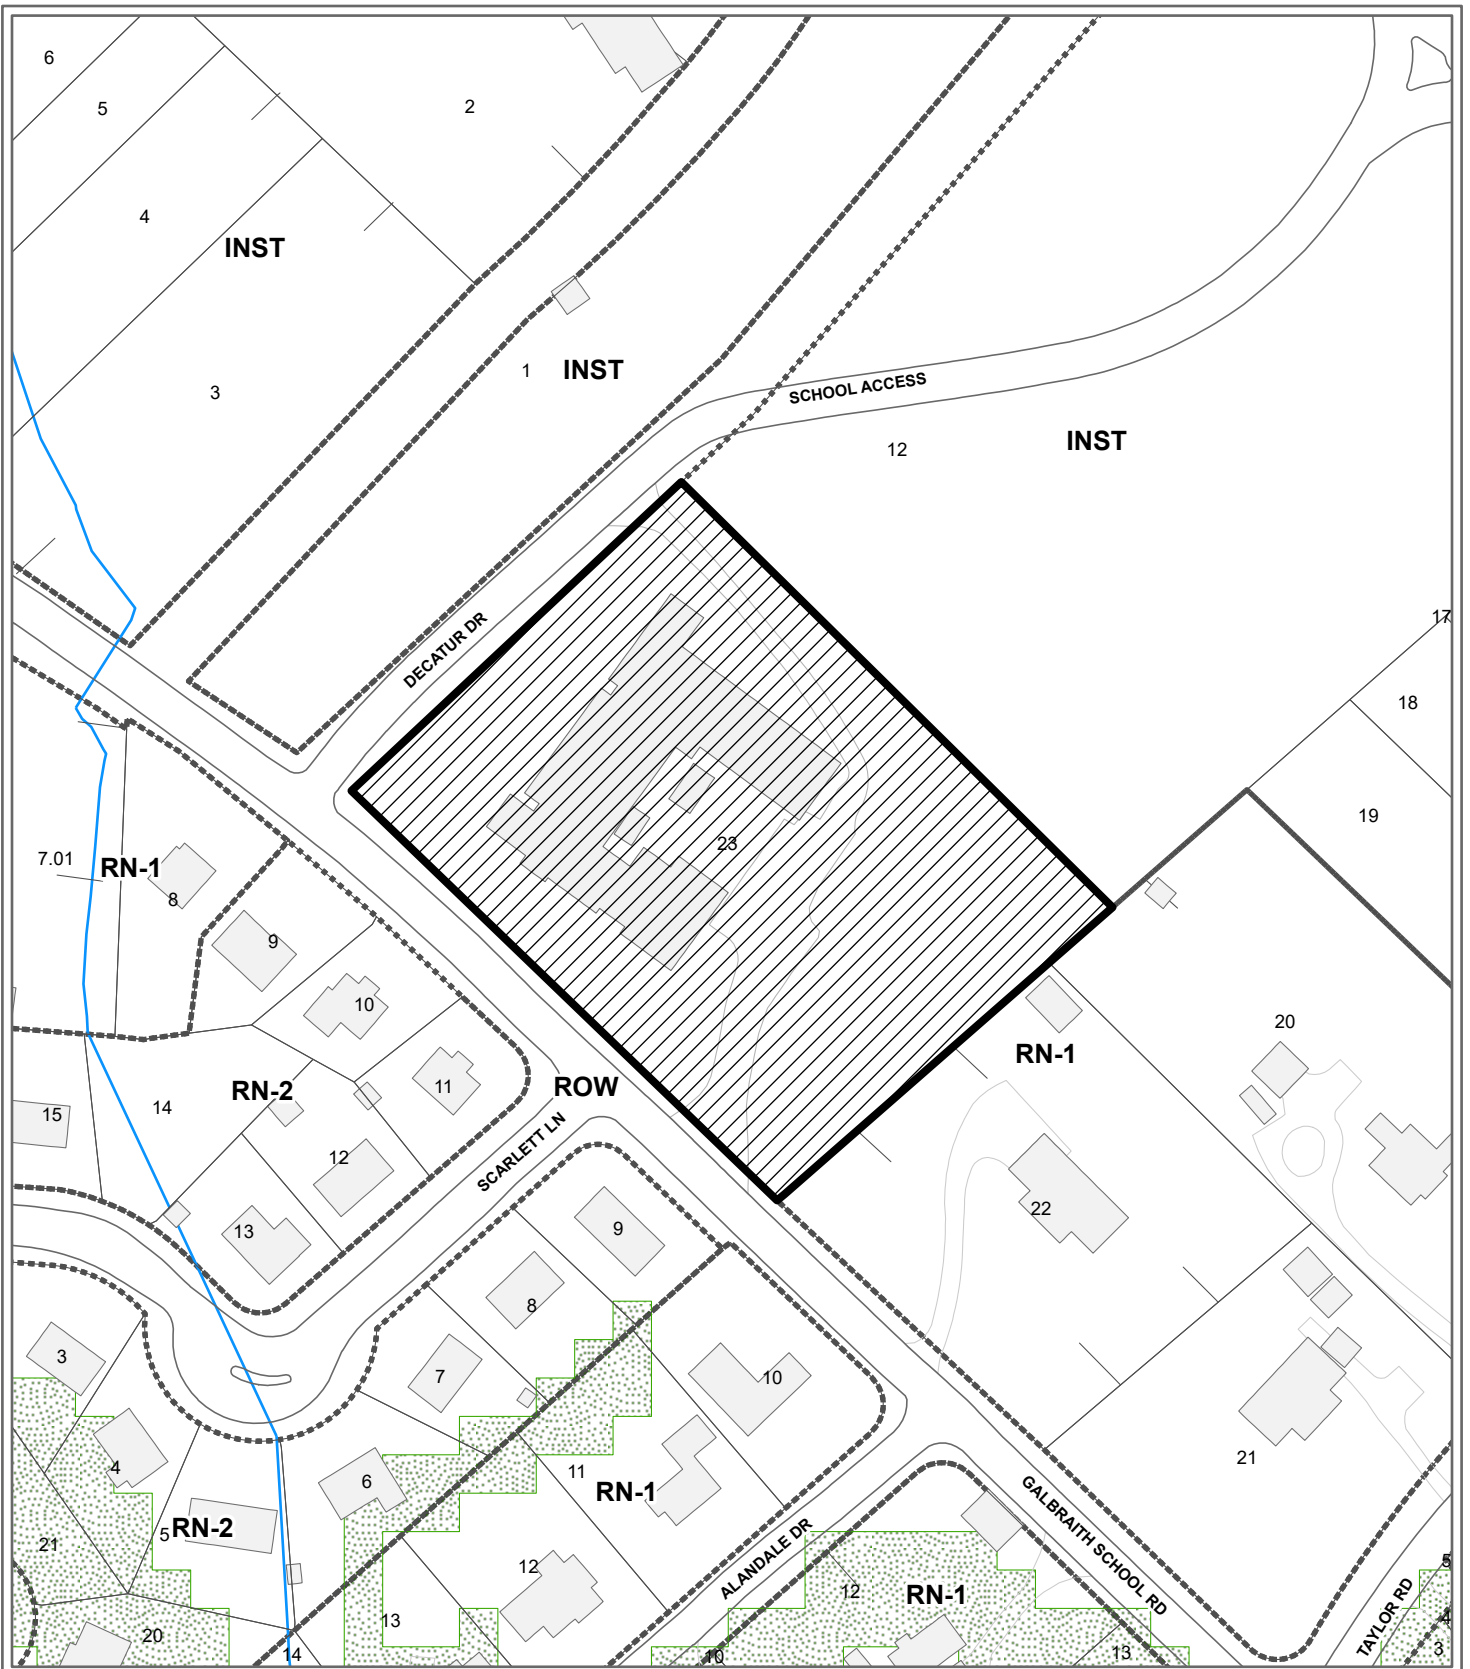 6
5
2
4
INST
3
1
INST
SCHOOL ACCESS
12
INST
17
18
DECATUR DR
19
23
7.01
RN-1
8
9
10
20
RN-1
ROW
11
RN-2
14
15
SCARLETT LN
12
13
22
9
8
3
7
10
4
6
11
RN-1
21
GALBRAITH SCHOOL RD
5
RN-2
21
ALANDALE DR
12
12
RN-1
5
TAYLOR RD
4
13
20
14
10
13
3